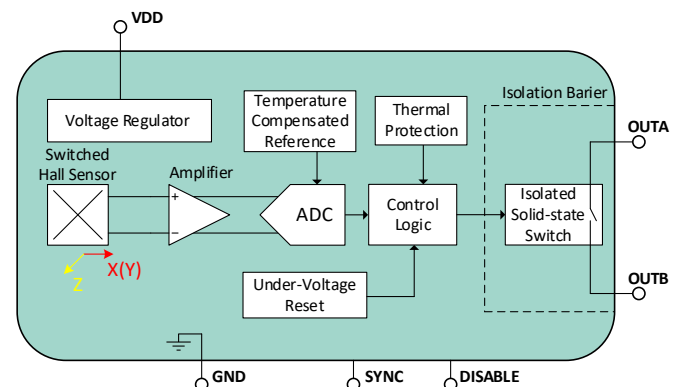 VDD
Isolation Barier
Voltage Regulator
Temperature
Compensated
Reference
Thermal
Protection
OUTA
Switched
Hall Sensor
Amplifier
+
−
ADC
Control
Logic
Isolated
Solid-state
Switch
X(Y)
Z
Under-Voltage
Reset
OUTB
GND
SYNC
DISABLE